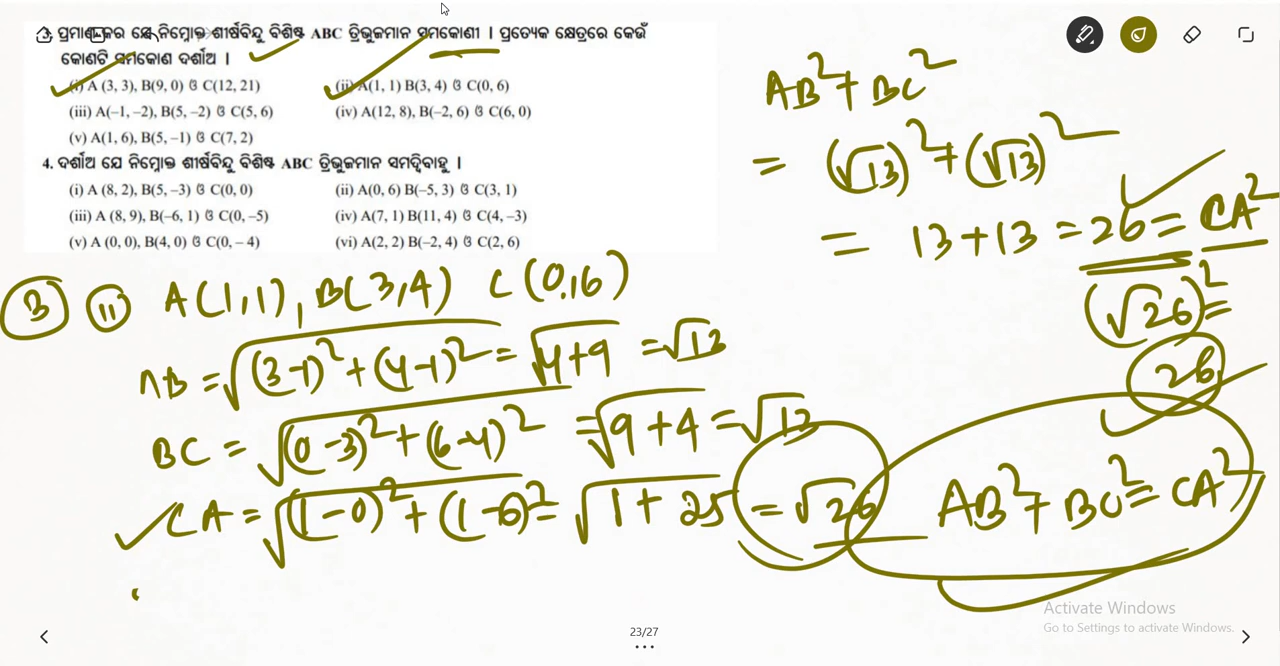 ପ୍ରମାଣ କର ଯେ ନିମ୍ନୋକ୍ତ ଶୀର୍ଷବିନ୍ଦୁ ବିଶିଷ୍ଟ ABC ତ୍ରିଭୁଜମାନ ସମକୋଣୀ । ପ୍ରତ୍ୟେକ କ୍ଷେତ୍ରରେ କେଉଁ
କୋଣଟି ସମକୋଣ ଦର୍ଶାଅ ।
(i) A (3, 3), B(9, 0) ଓ C(12, 21) (ii) A(1, 1) B(3, 4) ଓ C(0, 6)
(iii) A(−1, −2), B(5, −2) ଓ C(5, 6) (iv) A(12, 8), B(−2, 6) ଓ C(6, 0)
(v) A(1, 6), B(5, −1) ଓ C(7, 2)
4. ଦର୍ଶାଅ ଯେ ନିମ୍ନୋକ୍ତ ଶୀର୍ଷବିନ୍ଦୁ ବିଶିଷ୍ଟ ABC ତ୍ରିଭୁଜମାନ ସମଦ୍ବିବାହୁ ।
(i) A (8, 2), B(5, −3) ଓ C(0, 0) (ii) A(0, 6) B(−5, 3) ଓ C(3, 1)
(iii) A (8, 9), B(−6, 1) ଓ C(0, −5) (iv) A(7, 1) B(11, 4) ଓ C(4, −3)
(v) A (0, 0), B(4, 0) ଓ C(0, − 4) (vi) A(2, 2) B(−2, 4) ଓ C(2, 6)
AB² + BC²
= (√13)² + (√13)²
= 13 + 13 = 26 = CA²
(√26)² =
26
3 (ii) A(1,1), B(3,4) C(0,6)
AB = √(3−1)² + (4−1)² = √4+9 = √13
BC = √(0−3)² + (6−4)² = √9+4 = √13
CA = √(1−0)² + (1−6)² = √1+25 = √26
AB² + BC² = CA²
Activate Windows
Go to Settings to activate Windows.
23/27